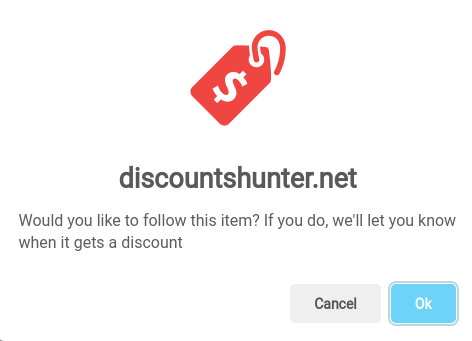 discountshunter.net
Would you like to follow this item? If you do, we'll let you know
when it gets a discount
Cancel
Ok